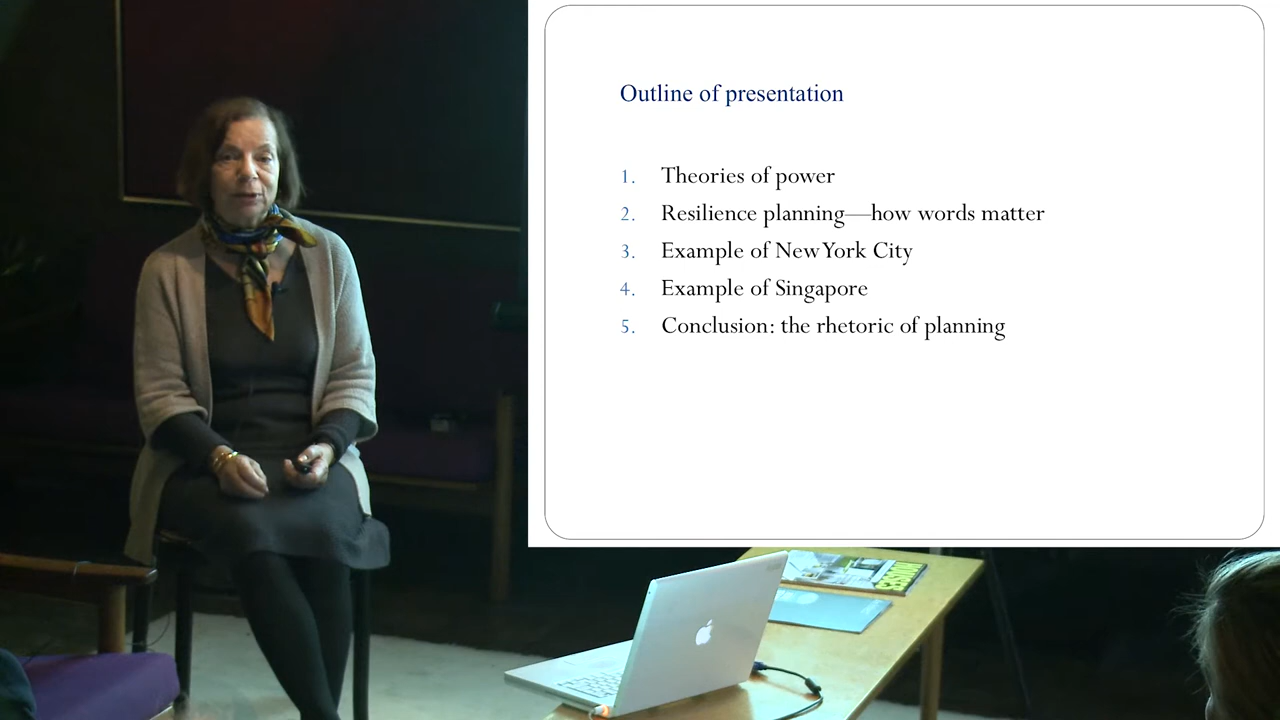 Outline of presentation
1. Theories of power
2. Resilience planning—how words matter
3. Example of New York City
4. Example of Singapore
5. Conclusion: the rhetoric of planning